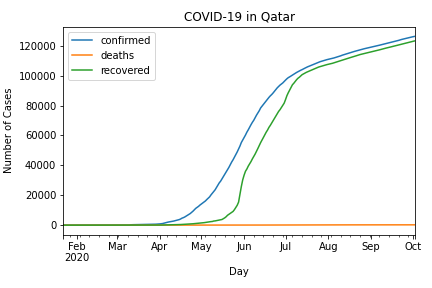 COVID-19 in Qatar
confirmed
deaths
recovered
Number of Cases
120000
100000
80000
60000
40000
20000
0
Feb Mar Apr May Jun Jul Aug Sep Oct
2020
Day